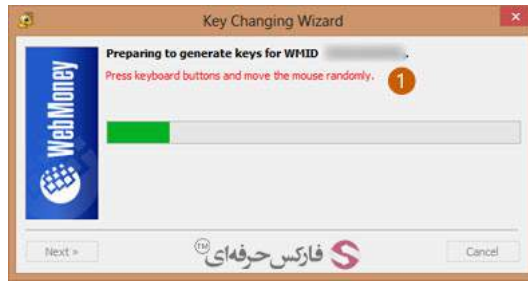 Key Changing Wizard
Preparing to generate keys for WMID .
Press keyboard buttons and move the mouse randomly.
1
WebMoney
Next »
فارکس حرفه‌ای TM
Cancel